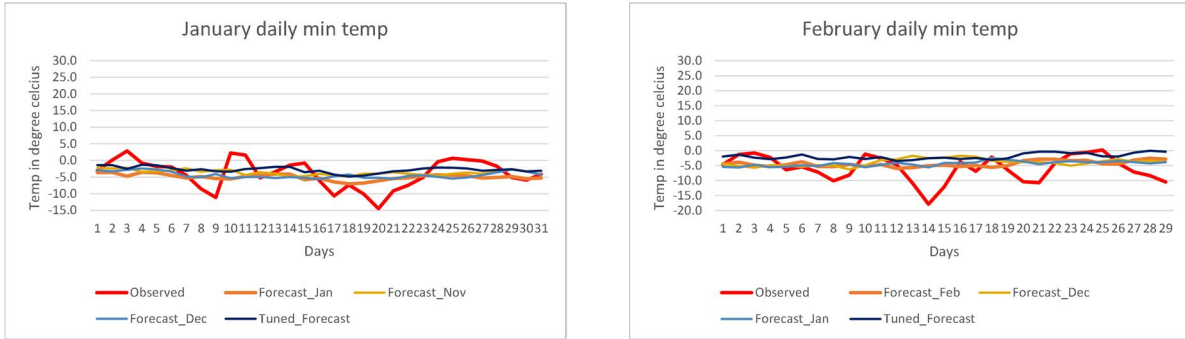 January daily min temp
30.0
25.0
20.0
15.0
10.0
5.0
0.0
-5.0
-10.0
-15.0
Temp in degree celcius
1 2 3 4 5 6 7 8 9 10 11 12 13 14 15 16 17 18 19 20 21 22 23 24 25 26 27 28 29 30 31
Days
Observed Forecast_Jan Forecast_Nov
Forecast_Dec Tuned_Forecast
February daily min temp
30.0
25.0
20.0
15.0
10.0
5.0
0.0
-5.0
-10.0
-15.0
-20.0
Temp in degree celcius
1 2 3 4 5 6 7 8 9 10 11 12 13 14 15 16 17 18 19 20 21 22 23 24 25 26 27 28 29
Days
Observed Forecast_Feb Forecast_Dec
Forecast_Jan Tuned_Forecast